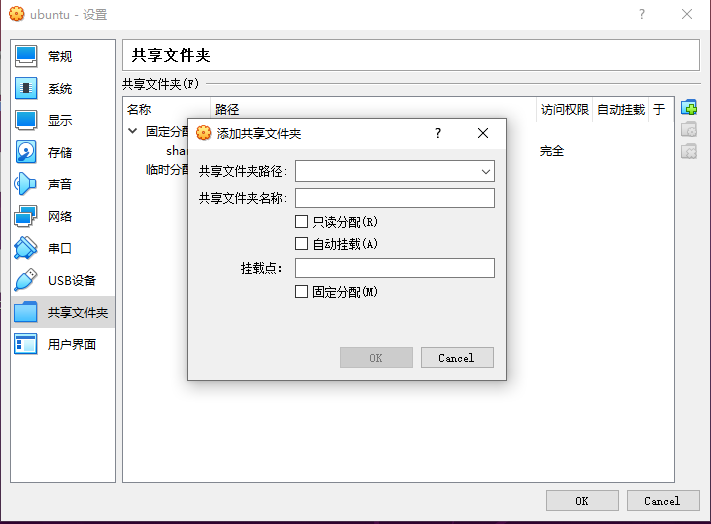 ubuntu - 设置
常规
系统
显示
存储
声音
网络
串口
USB设备
共享文件夹
用户界面
共享文件夹
共享文件夹(F)
名称 路径 访问权限 自动挂载 于
固定分配
shar 完全
临时分配
添加共享文件夹
共享文件夹路径:
共享文件夹名称:
只读分配(R)
自动挂载(A)
挂载点:
固定分配(M)
OK Cancel
OK Cancel